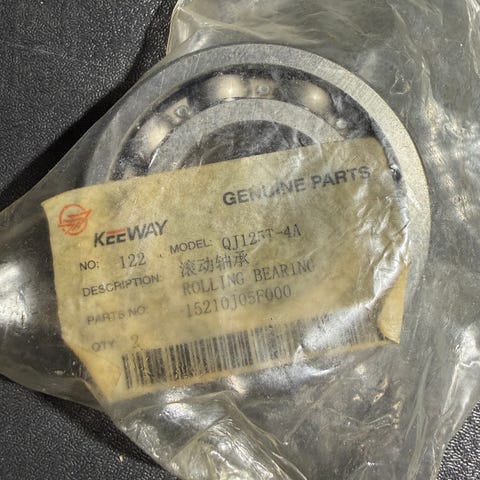 GENUINE PARTS
KEEWAY
NO: 122 MODEL: QJ125T-4A
DESCRIPTION: 滚动轴承
ROLLING BEARING
PARTS NO: 15210J05F000
QTY 2